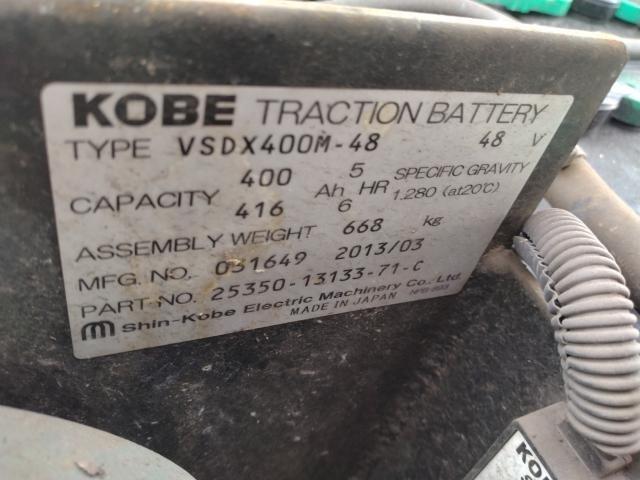 KOBE TRACTION BATTERY
TYPE VSDX400M-48 48 V
CAPACITY 400 Ah 5 HR SPECIFIC GRAVITY
416 6 1.280 (at20℃)
ASSEMBLY WEIGHT 668 kg
MFG. NO. 031649 2013/03
PART-NO. 25350-13133-71-C
Shin-Kobe Electric Machinery Co., Ltd.
MADE IN JAPAN
KO